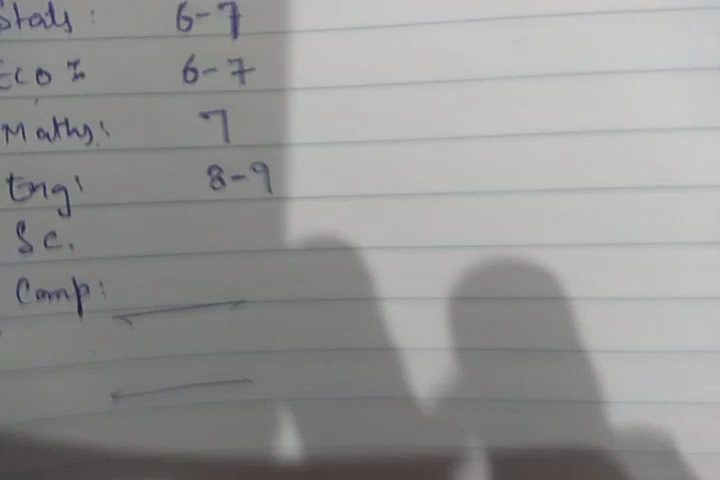 Stats: 6-7
Eco: 6-7
Maths: 7
Eng: 8-9
Sc.
Comp: